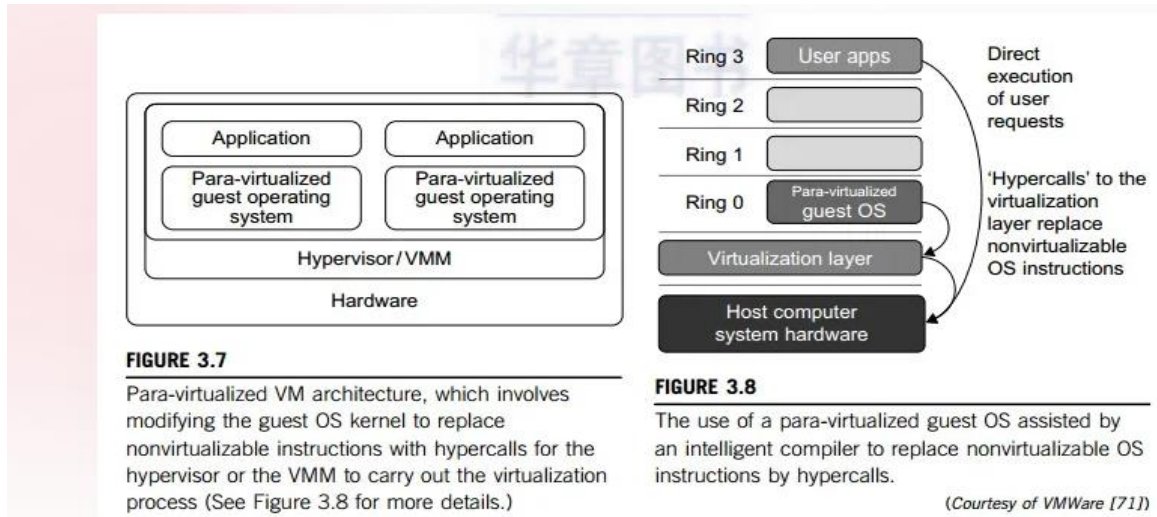 华章图书
Application
Application
Para-virtualized
guest operating
system
Para-virtualized
guest operating
system
Hypervisor/VMM
Hardware
FIGURE 3.7
Para-virtualized VM architecture, which involves
modifying the guest OS kernel to replace
nonvirtualizable instructions with hypercalls for the
hypervisor or the VMM to carry out the virtualization
process (See Figure 3.8 for more details.)
Ring 3
User apps
Ring 2
Ring 1
Ring 0
Para-virtualized
guest OS
Virtualization layer
Host computer
system hardware
Direct
execution
of user
requests
'Hypercalls' to the
virtualization
layer replace
nonvirtualizable
OS instructions
FIGURE 3.8
The use of a para-virtualized guest OS assisted by
an intelligent compiler to replace nonvirtualizable OS
instructions by hypercalls.
(Courtesy of VMWare [71])